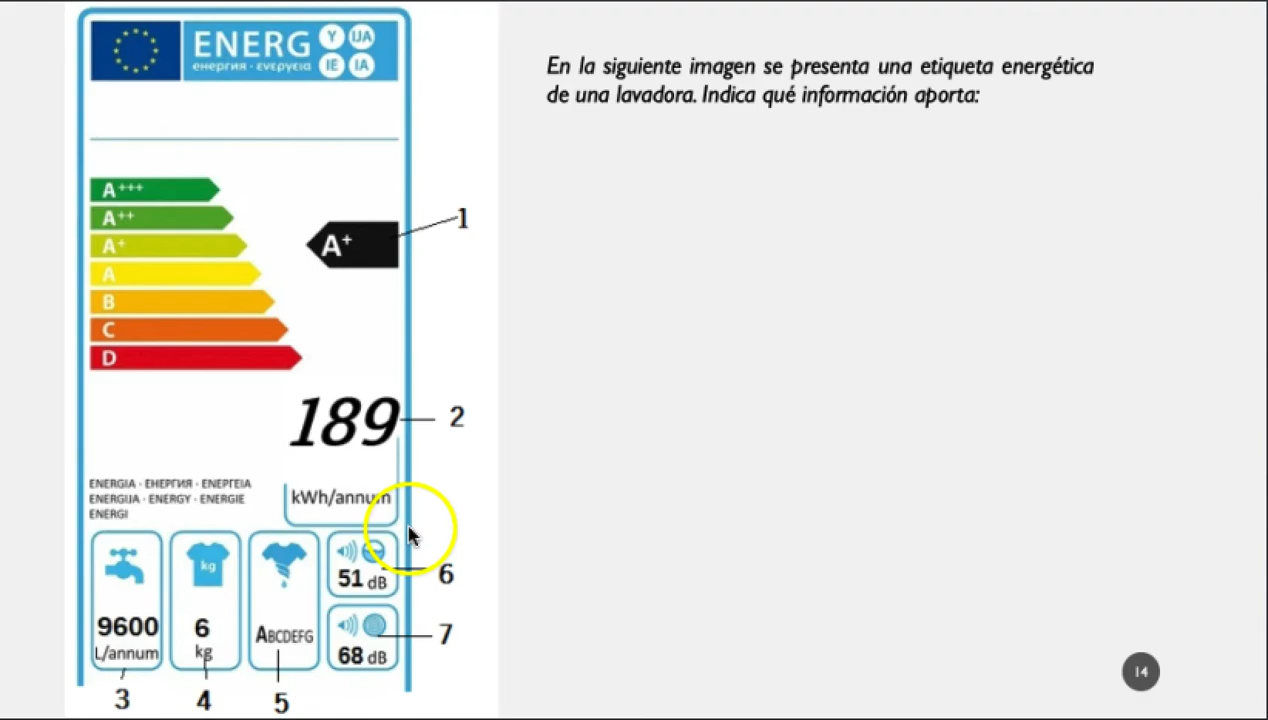 ENERG Y IJA
енергия · ενεργεια IE IA
En la siguiente imagen se presenta una etiqueta energética
de una lavadora. Indica qué información aporta:
A+++
A++
A+
A
B
C
D
A+
1
189
2
ENERGIA · ЕНЕРГИЯ · ΕΝΕΡΓΕΙΑ
ENERGIJA · ENERGY · ENERGIE
ENERGI
kWh/annum
9600
L/annum
3
kg
6
kg
4
ABCDEFG
5
51 dB
6
68 dB
7
14